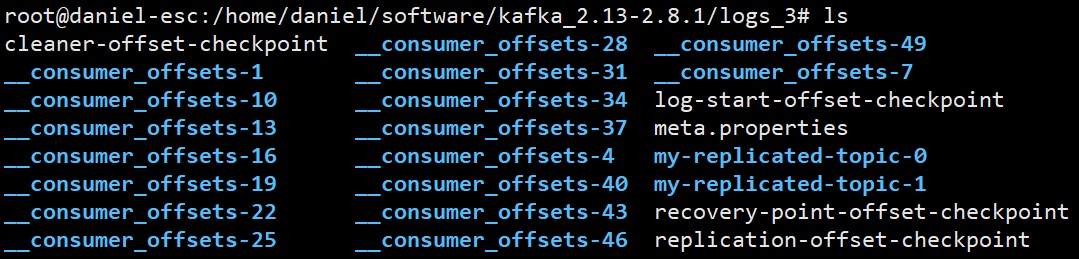 root@daniel-esc:/home/daniel/software/kafka_2.13-2.8.1/logs_3# ls
cleaner-offset-checkpoint  __consumer_offsets-28  __consumer_offsets-49
__consumer_offsets-1       __consumer_offsets-31  __consumer_offsets-7
__consumer_offsets-10      __consumer_offsets-34  log-start-offset-checkpoint
__consumer_offsets-13      __consumer_offsets-37  meta.properties
__consumer_offsets-16      __consumer_offsets-4   my-replicated-topic-0
__consumer_offsets-19      __consumer_offsets-40  my-replicated-topic-1
__consumer_offsets-22      __consumer_offsets-43  recovery-point-offset-checkpoint
__consumer_offsets-25      __consumer_offsets-46  replication-offset-checkpoint